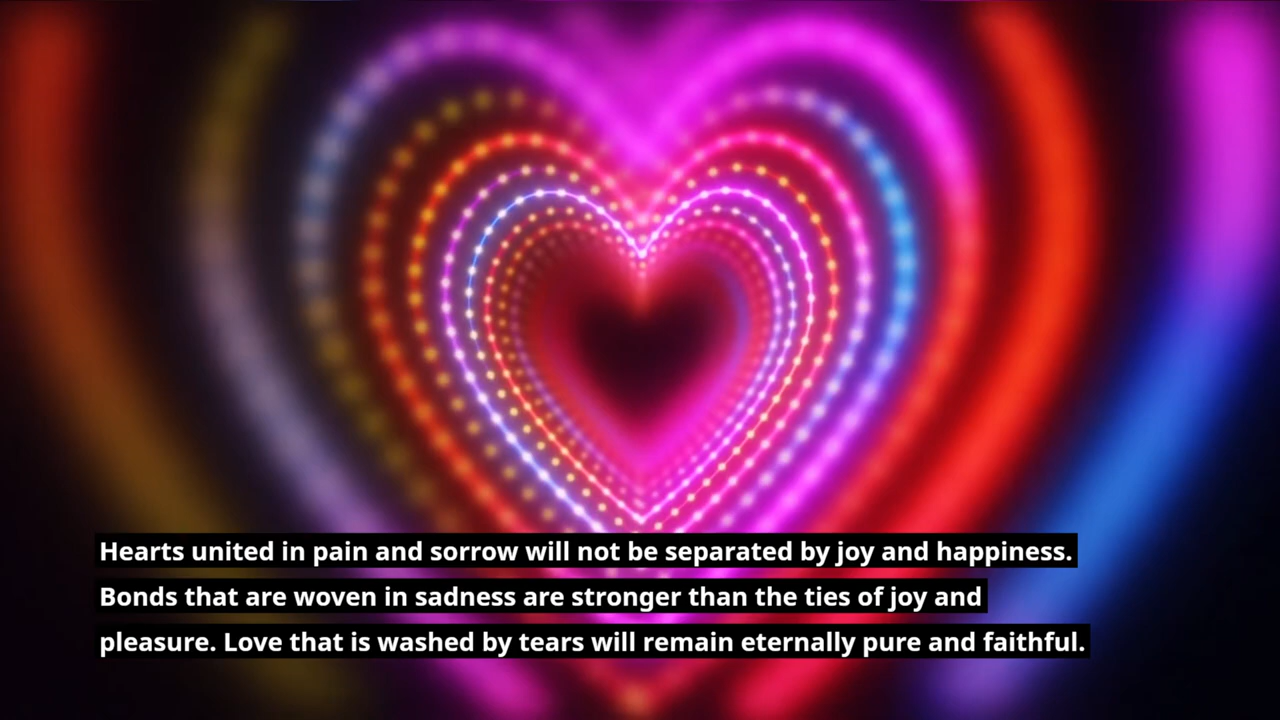 Hearts united in pain and sorrow will not be separated by joy and happiness.
Bonds that are woven in sadness are stronger than the ties of joy and
pleasure. Love that is washed by tears will remain eternally pure and faithful.